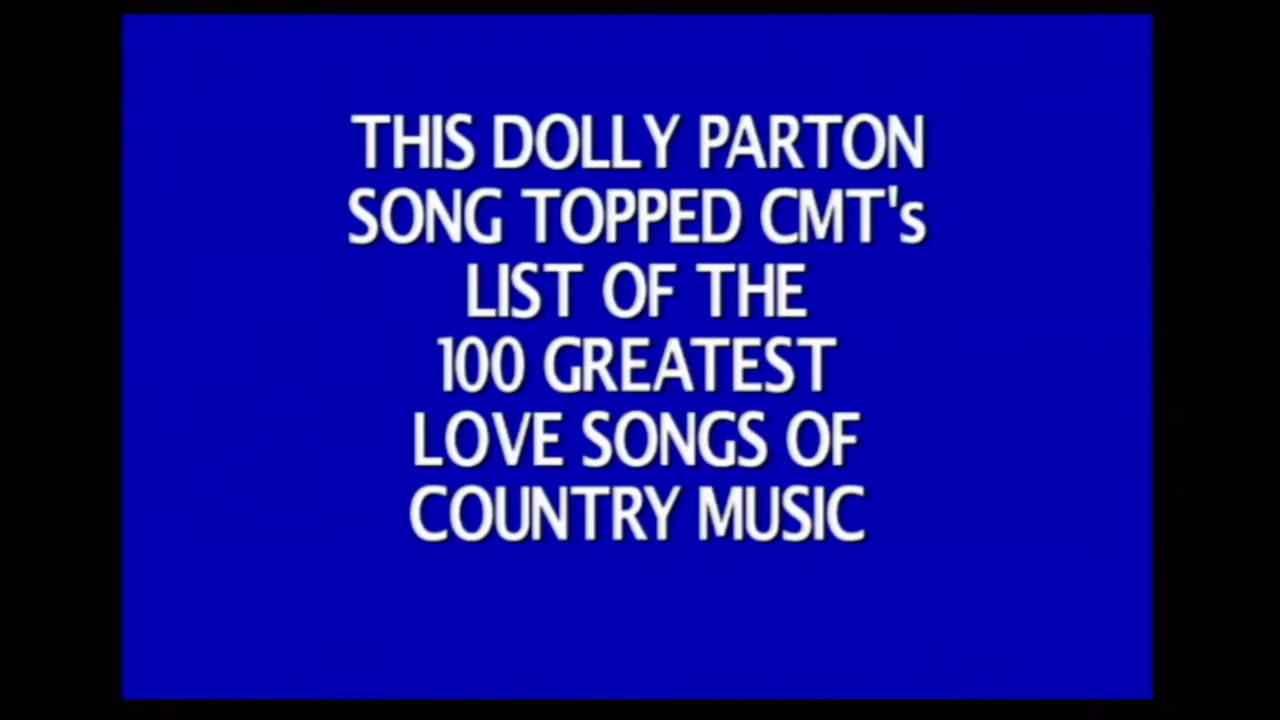 THIS DOLLY PARTON
SONG TOPPED CMT's
LIST OF THE
100 GREATEST
LOVE SONGS OF
COUNTRY MUSIC